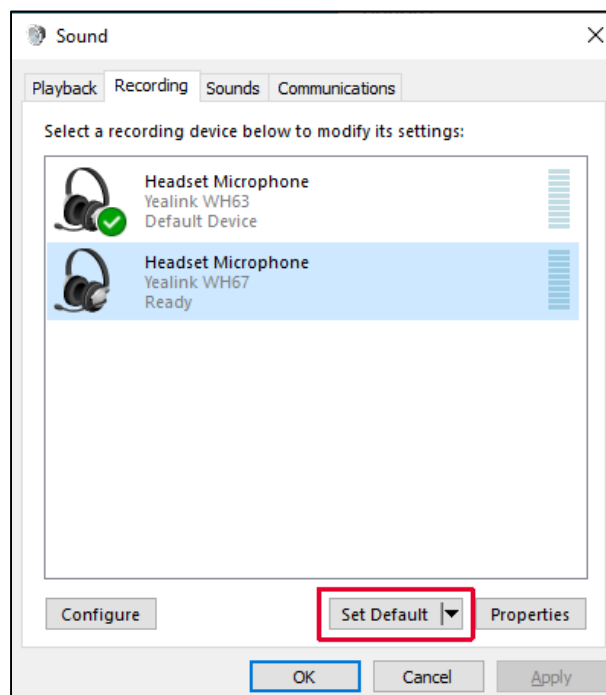 Sound
Playback Recording Sounds Communications
Select a recording device below to modify its settings:
Headset Microphone
Yealink WH63
Default Device
Headset Microphone
Yealink WH67
Ready
Configure Set Default Properties
OK Cancel Apply